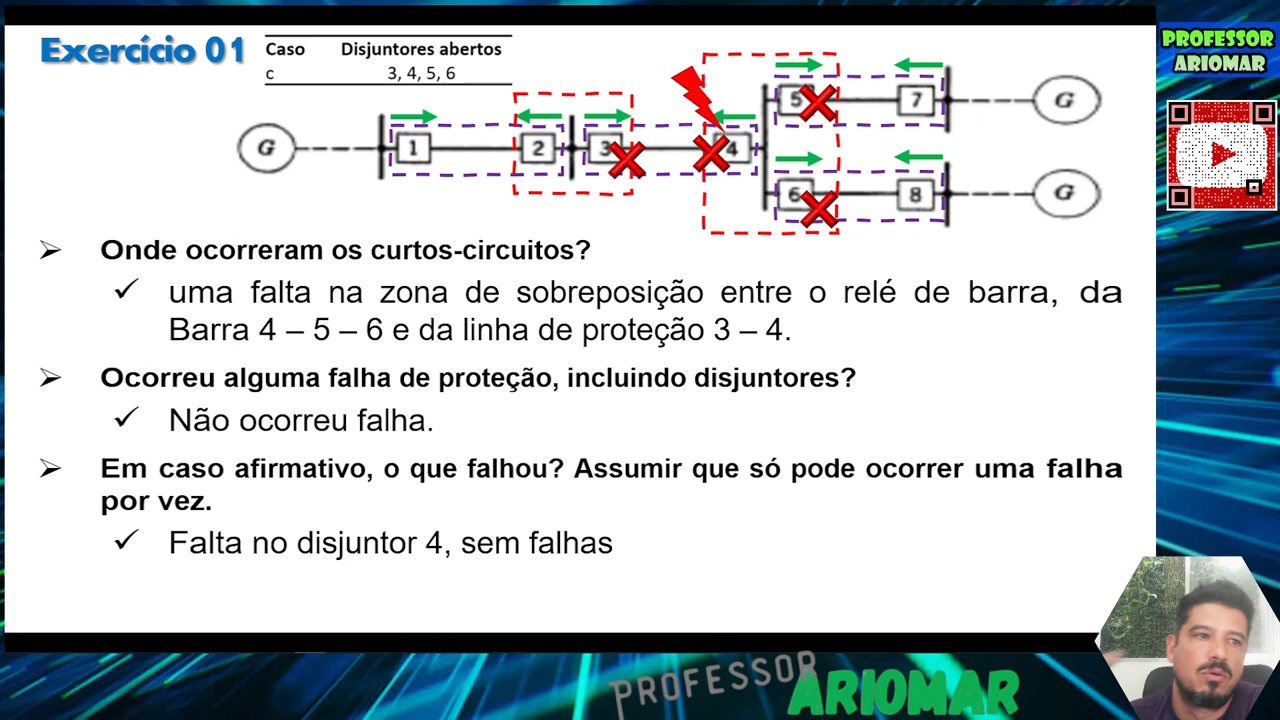 Exercício 01
Caso Disjuntores abertos
c 3, 4, 5, 6
PROFESSOR
ARIOMAR
5 7 G
G 1 2 3 4
6 8 G
➢ Onde ocorreram os curtos-circuitos?
✓ uma falta na zona de sobreposição entre o relé de barra, da
Barra 4 – 5 – 6 e da linha de proteção 3 – 4.
➢ Ocorreu alguma falha de proteção, incluindo disjuntores?
✓ Não ocorreu falha.
➢ Em caso afirmativo, o que falhou? Assumir que só pode ocorrer uma falha
por vez.
✓ Falta no disjuntor 4, sem falhas
PROFESSOR
ARIOMAR